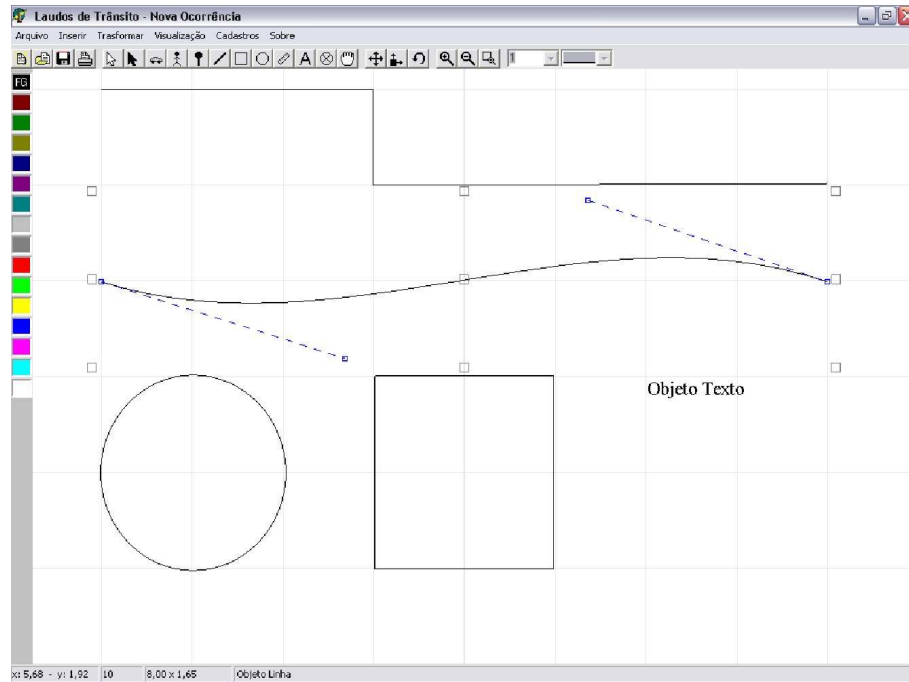 Laudos de Trânsito - Nova Ocorrência
Arquivo Inserir Trasformar Visualização Cadastros Sobre
A 1
FG
Objeto Texto
x: 5,68 - y: 1,92 10 8,00 x 1,65 Objeto Linha